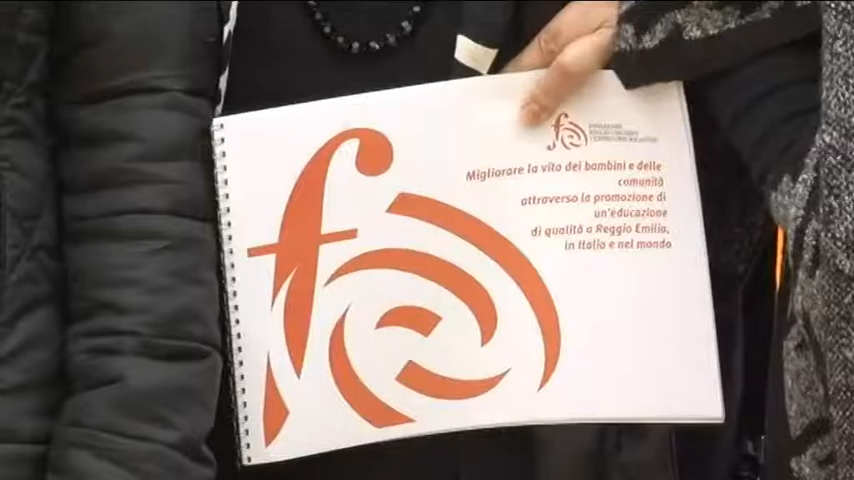 Migliorare la vita dei bambini e delle
comunità
attraverso la promozione di
un'educazione
di qualità a Reggio Emilia,
in Italia e nel mondo